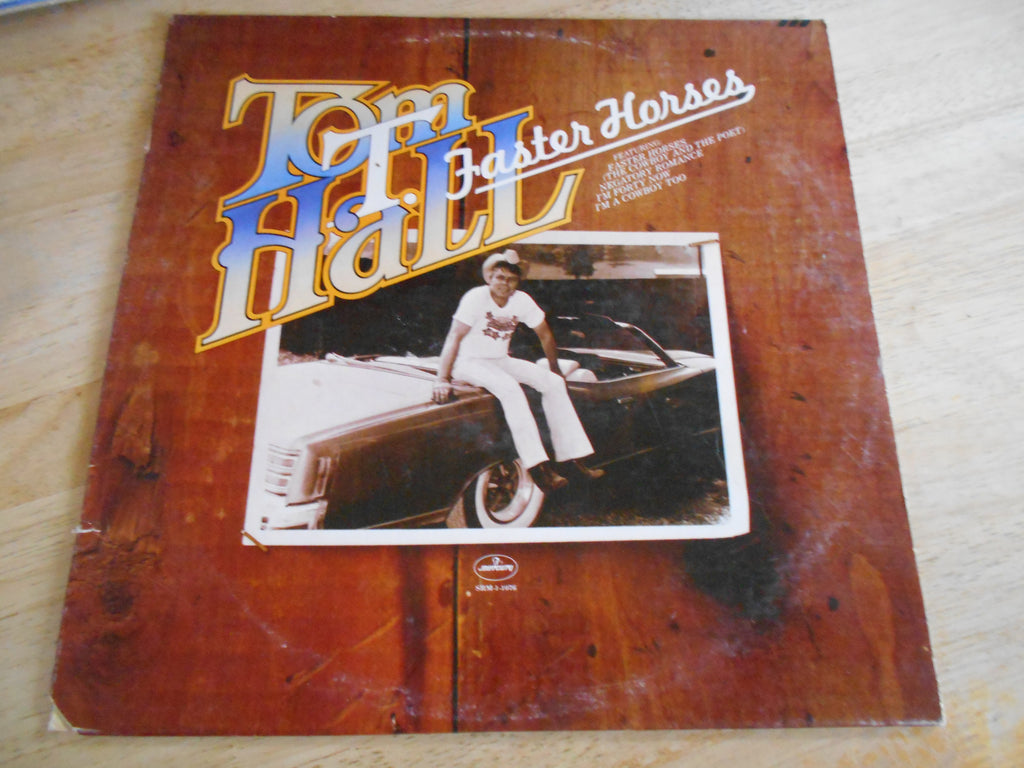 Tom T. Hall
Faster Horses
FEATURING:
FASTER HORSES
(THE COWBOY AND THE POET)
NEGATORY ROMANCE
I'M FORTY NOW
I'M A COWBOY TOO
mercury
SRM-1-1076